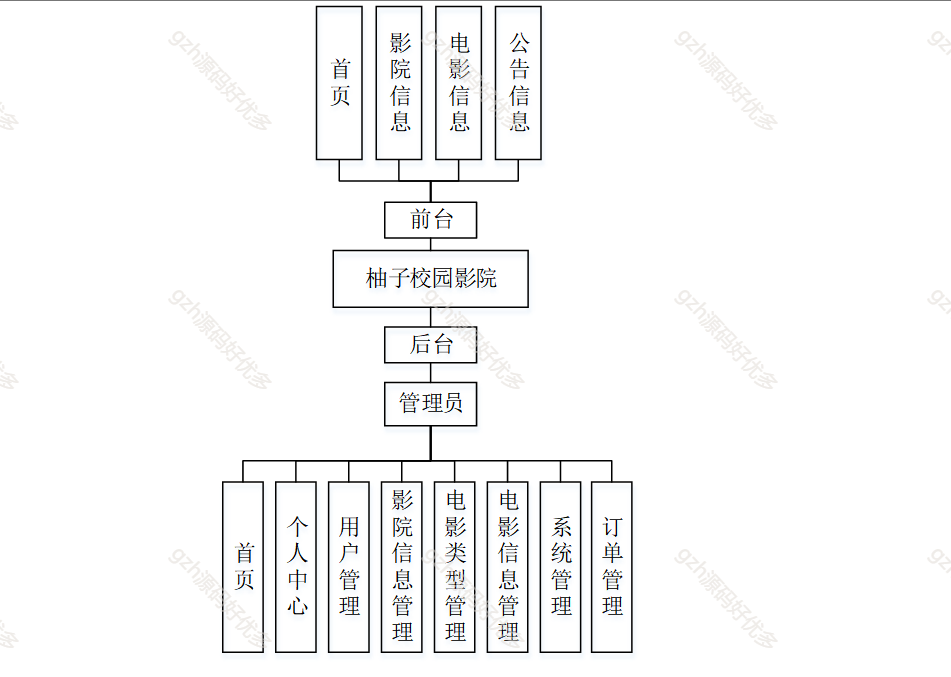 首页
影院信息
电影信息
公告信息
前台
柚子校园影院
后台
管理员
首页
个人中心
用户管理
影院信息管理
电影类型管理
电影信息管理
系统管理
订单管理
gzh源码好优多
gzh源码好优多
gzh源码好优多
gzh源码好优多
gzh源码好优多
gzh源码好优多
gzh源码好优多
gzh源码好优多
gzh源码好优多